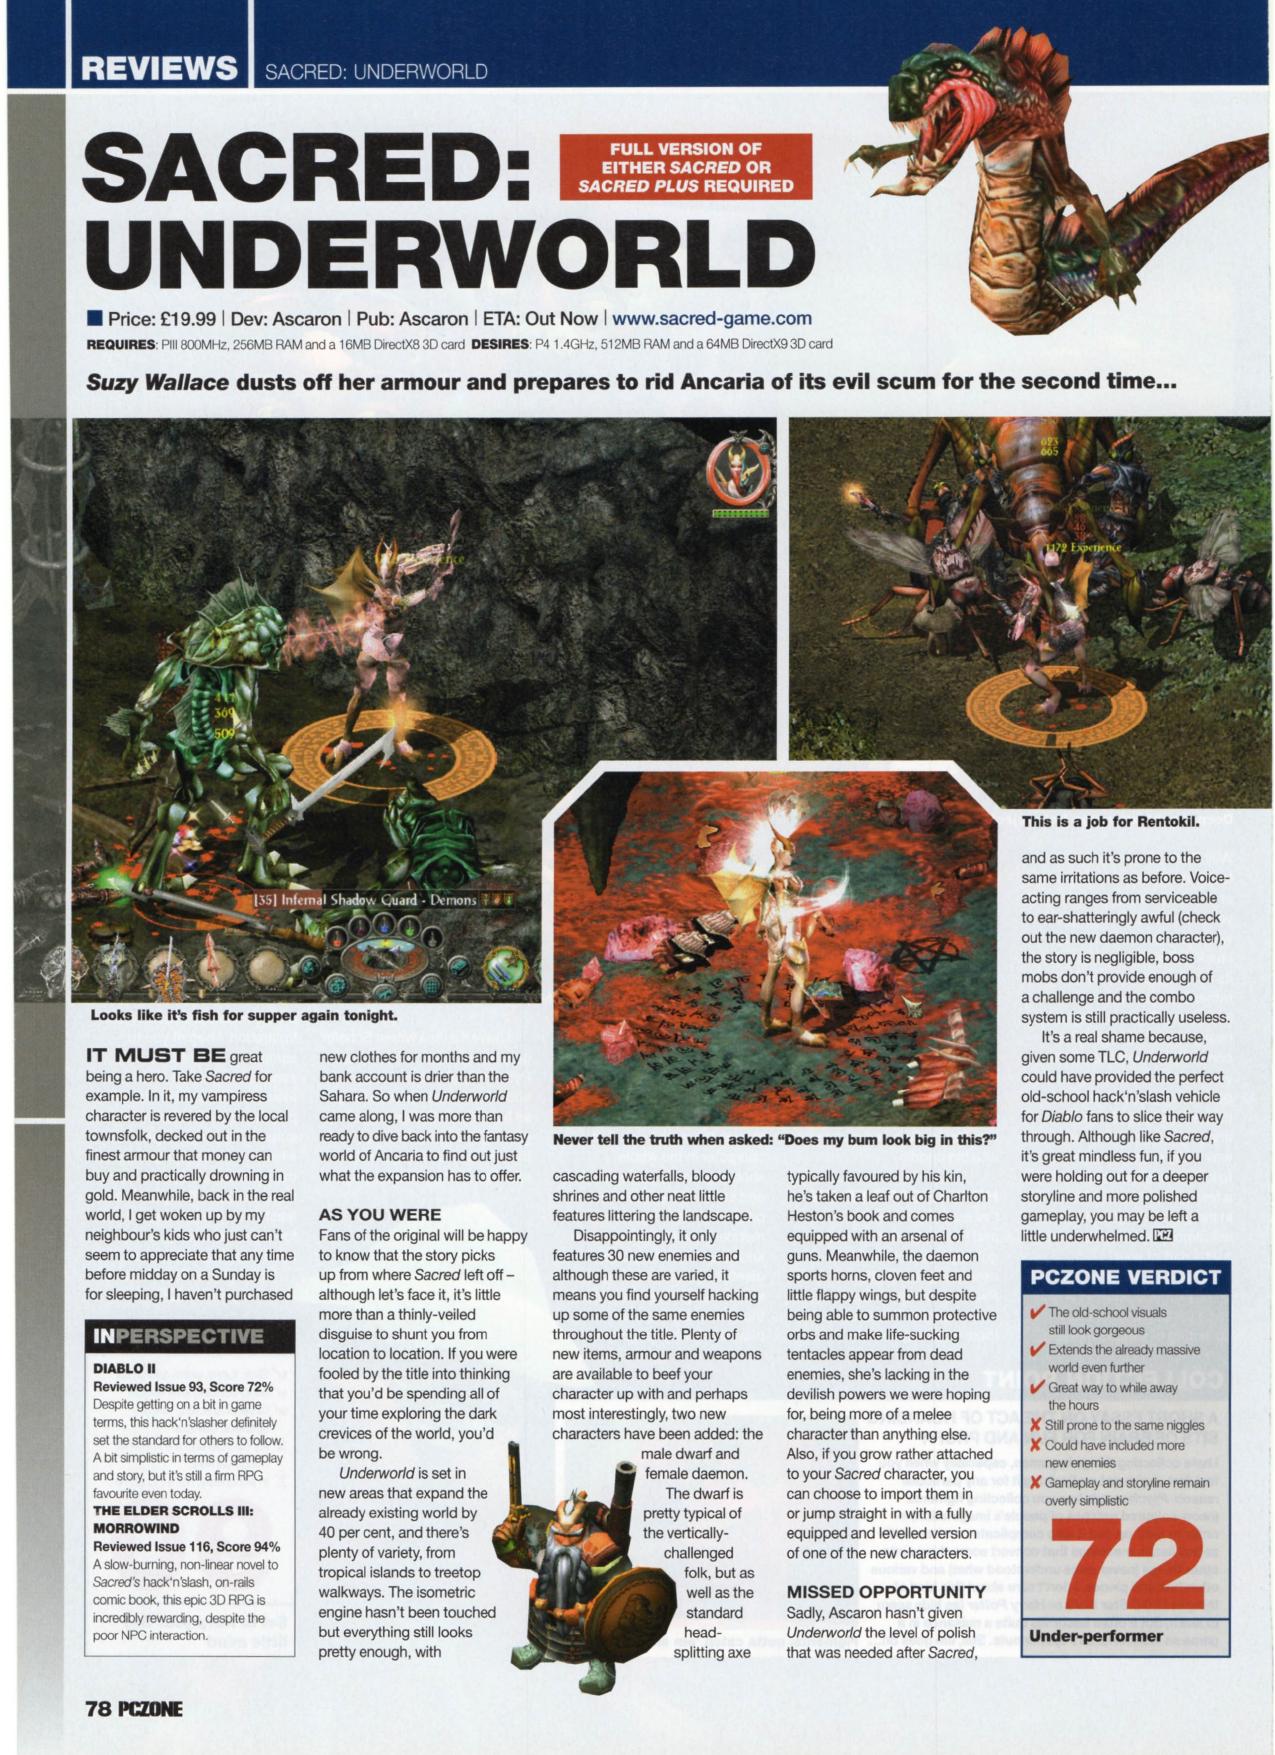 REVIEWS
SACRED: UNDERWORLD
SACRED:
UNDERWORLD
FULL VERSION OF
EITHER SACRED OR
SACRED PLUS REQUIRED
Price: £19.99 | Dev: Ascaron | Pub: Ascaron | ETA: Out Now | www.sacred-game.com
REQUIRES: PIII 800MHz, 256MB RAM and a 16MB DirectX8 3D card DESIRES: P4 1.4GHz, 512MB RAM and a 64MB DirectX9 3D card
Suzy Wallace dusts off her armour and prepares to rid Ancaria of its evil scum for the second time...
369
509
[35] Infernal Shadow Guard - Demons
623
665
1172 Experience
Looks like it's fish for supper again tonight.
This is a job for Rentokil.
Never tell the truth when asked: "Does my bum look big in this?"
IT MUST BE great
being a hero. Take Sacred for
example. In it, my vampiress
character is revered by the local
townsfolk, decked out in the
finest armour that money can
buy and practically drowning in
gold. Meanwhile, back in the real
world, I get woken up by my
neighbour's kids who just can't
seem to appreciate that any time
before midday on a Sunday is
for sleeping, I haven't purchased
INPERSPECTIVE
DIABLO II
Reviewed Issue 93, Score 72%
Despite getting on a bit in game
terms, this hack'n'slasher definitely
set the standard for others to follow.
A bit simplistic in terms of gameplay
and story, but it's still a firm RPG
favourite even today.
THE ELDER SCROLLS III:
MORROWIND
Reviewed Issue 116, Score 94%
A slow-burning, non-linear novel to
Sacred's hack'n'slash, on-rails
comic book, this epic 3D RPG is
incredibly rewarding, despite the
poor NPC interaction.
new clothes for months and my
bank account is drier than the
Sahara. So when Underworld
came along, I was more than
ready to dive back into the fantasy
world of Ancaria to find out just
what the expansion has to offer.
AS YOU WERE
Fans of the original will be happy
to know that the story picks
up from where Sacred left off –
although let's face it, it's little
more than a thinly-veiled
disguise to shunt you from
location to location. If you were
fooled by the title into thinking
that you'd be spending all of
your time exploring the dark
crevices of the world, you'd
be wrong.
Underworld is set in
new areas that expand the
already existing world by
40 per cent, and there's
plenty of variety, from
tropical islands to treetop
walkways. The isometric
engine hasn't been touched
but everything still looks
pretty enough, with
cascading waterfalls, bloody
shrines and other neat little
features littering the landscape.
Disappointingly, it only
features 30 new enemies and
although these are varied, it
means you find yourself hacking
up some of the same enemies
throughout the title. Plenty of
new items, armour and weapons
are available to beef your
character up with and perhaps
most interestingly, two new
characters have been added: the
male dwarf and
female daemon.
The dwarf is
pretty typical of
the vertically-
challenged
folk, but as
well as the
standard
head-
splitting axe
typically favoured by his kin,
he's taken a leaf out of Charlton
Heston's book and comes
equipped with an arsenal of
guns. Meanwhile, the daemon
sports horns, cloven feet and
little flappy wings, but despite
being able to summon protective
orbs and make life-sucking
tentacles appear from dead
enemies, she's lacking in the
devilish powers we were hoping
for, being more of a melee
character than anything else.
Also, if you grow rather attached
to your Sacred character, you
can choose to import them in
or jump straight in with a fully
equipped and levelled version
of one of the new characters.
MISSED OPPORTUNITY
Sadly, Ascaron hasn't given
Underworld the level of polish
that was needed after Sacred,
and as such it's prone to the
same irritations as before. Voice-
acting ranges from serviceable
to ear-shatteringly awful (check
out the new daemon character),
the story is negligible, boss
mobs don't provide enough of
a challenge and the combo
system is still practically useless.
It's a real shame because,
given some TLC, Underworld
could have provided the perfect
old-school hack'n'slash vehicle
for Diablo fans to slice their way
through. Although like Sacred,
it's great mindless fun, if you
were holding out for a deeper
storyline and more polished
gameplay, you may be left a
little underwhelmed. PCZ
PCZONE VERDICT
✓ The old-school visuals
still look gorgeous
✓ Extends the already massive
world even further
✓ Great way to while away
the hours
✗ Still prone to the same niggles
✗ Could have included more
new enemies
✗ Gameplay and storyline remain
overly simplistic
72
Under-performer
78 PCZONE